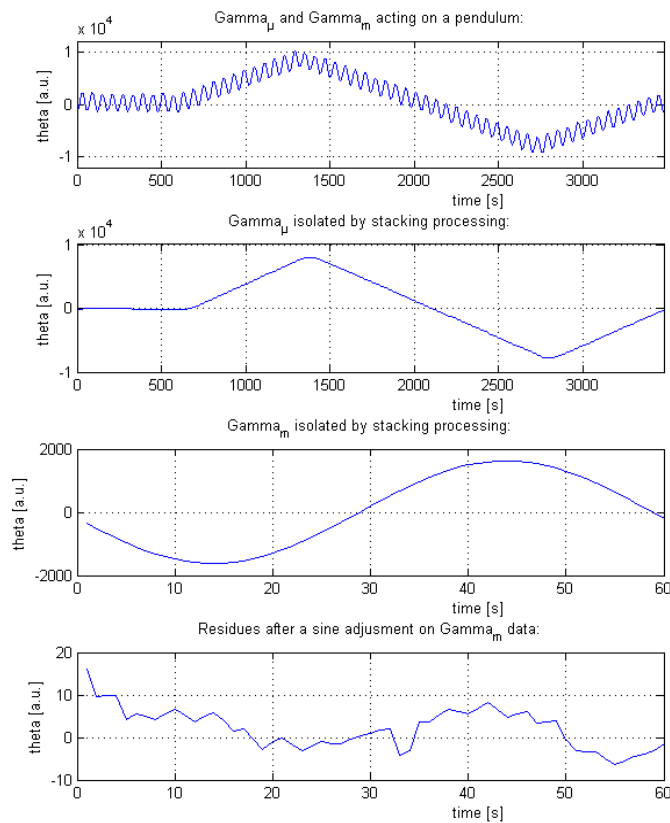 Gamma_µ and Gamma_m acting on a pendulum:
x 10^4
1
0
-1
theta [a.u.]
0 500 1000 1500 2000 2500 3000
time [s]
Gamma_µ isolated by stacking processing:
x 10^4
1
0
-1
theta [a.u.]
0 500 1000 1500 2000 2500 3000
time [s]
Gamma_m isolated by stacking processing:
2000
0
-2000
theta [a.u.]
0 10 20 30 40 50 60
time [s]
Residues after a sine adjusment on Gamma_m data:
20
10
0
-10
theta [a.u.]
0 10 20 30 40 50 60
time [s]